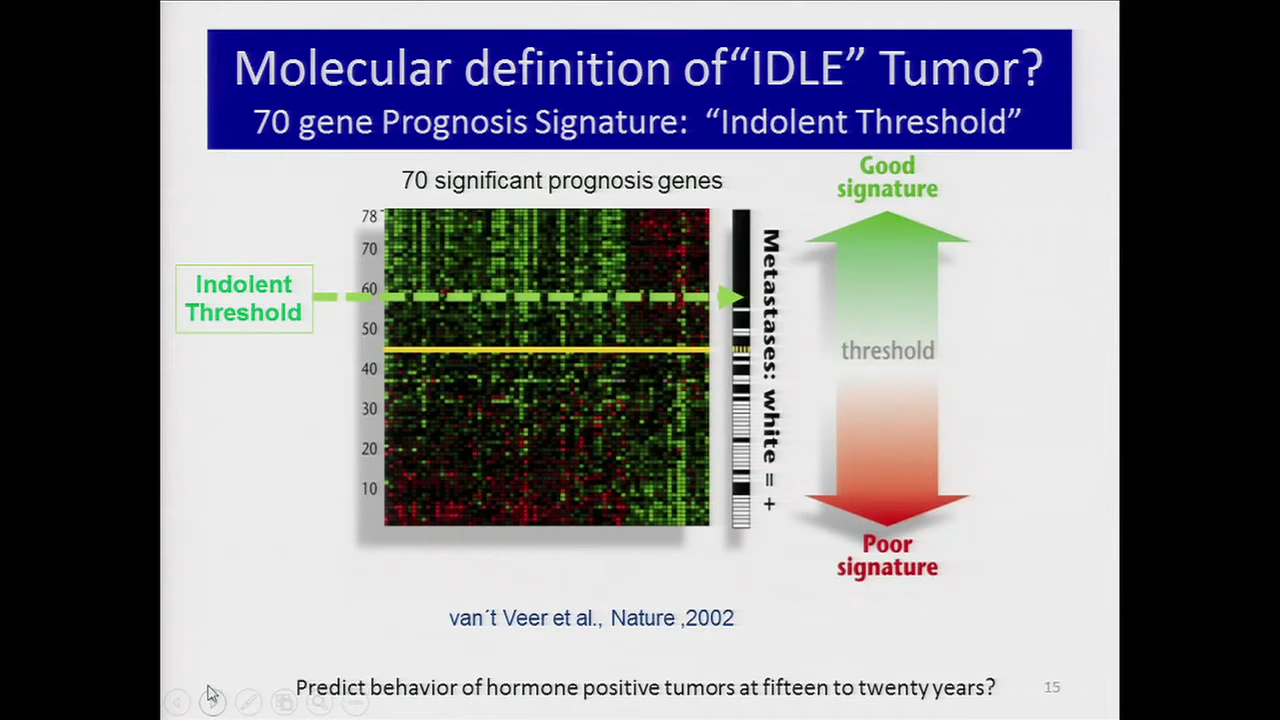 Molecular definition of“IDLE” Tumor?
70 gene Prognosis Signature:  “Indolent Threshold”
70 significant prognosis genes
Good
signature
78
70
60
50
40
30
20
10
Indolent
Threshold
Metastases: white = +
threshold
Poor
signature
van´t Veer et al., Nature ,2002
Predict behavior of hormone positive tumors at fifteen to twenty years?
15